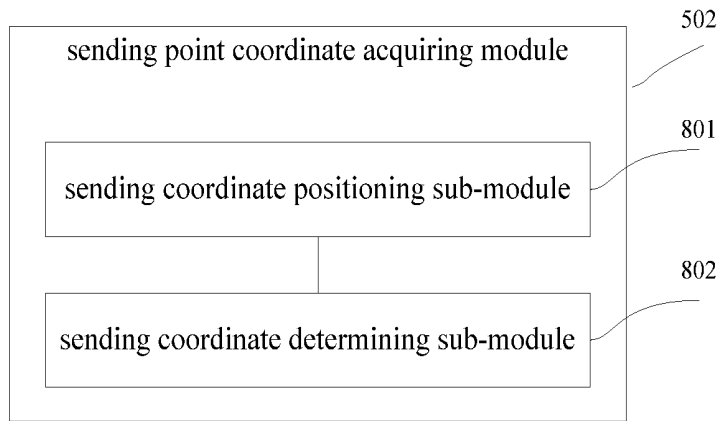 502
sending point coordinate acquiring module
801
sending coordinate positioning sub-module
802
sending coordinate determining sub-module